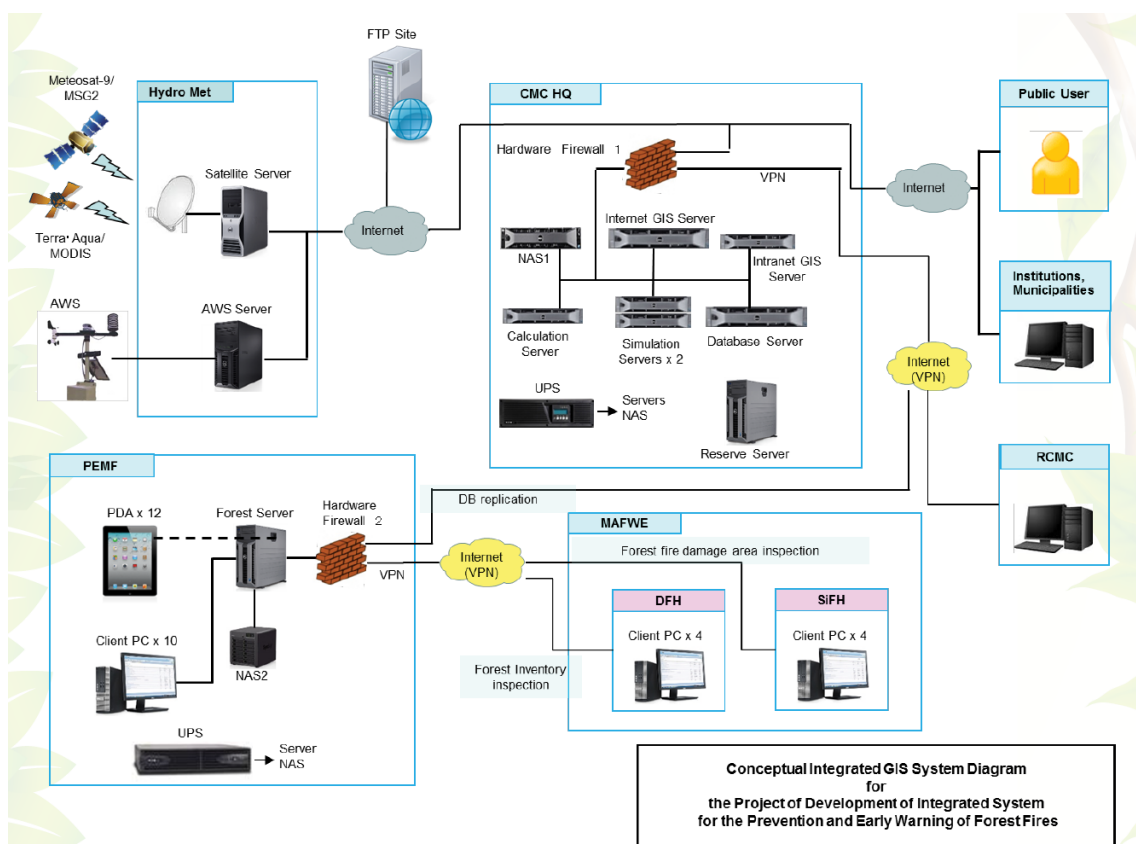 FTP Site
Meteosat-9/
MSG2
Hydro Met
Satellite Server
Terra・Aqua/
MODIS
AWS
AWS Server
Internet
CMC HQ
Hardware Firewall 1
VPN
Internet GIS Server
NAS1
Intranet GIS
Server
Calculation
Server
Simulation
Servers x 2
Database Server
UPS
Servers
NAS
Reserve Server
Internet
Public User
Institutions,
Municipalities
Internet
(VPN)
RCMC
PEMF
PDA x 12
Forest Server
Hardware
Firewall 2
DB replication
VPN
Client PC x 10
NAS2
UPS
Server
NAS
Internet
(VPN)
MAFWE
Forest fire damage area inspection
DFH
Client PC x 4
SiFH
Client PC x 4
Forest Inventory
inspection
Conceptual Integrated GIS System Diagram
for
the Project of Development of Integrated System
for the Prevention and Early Warning of Forest Fires